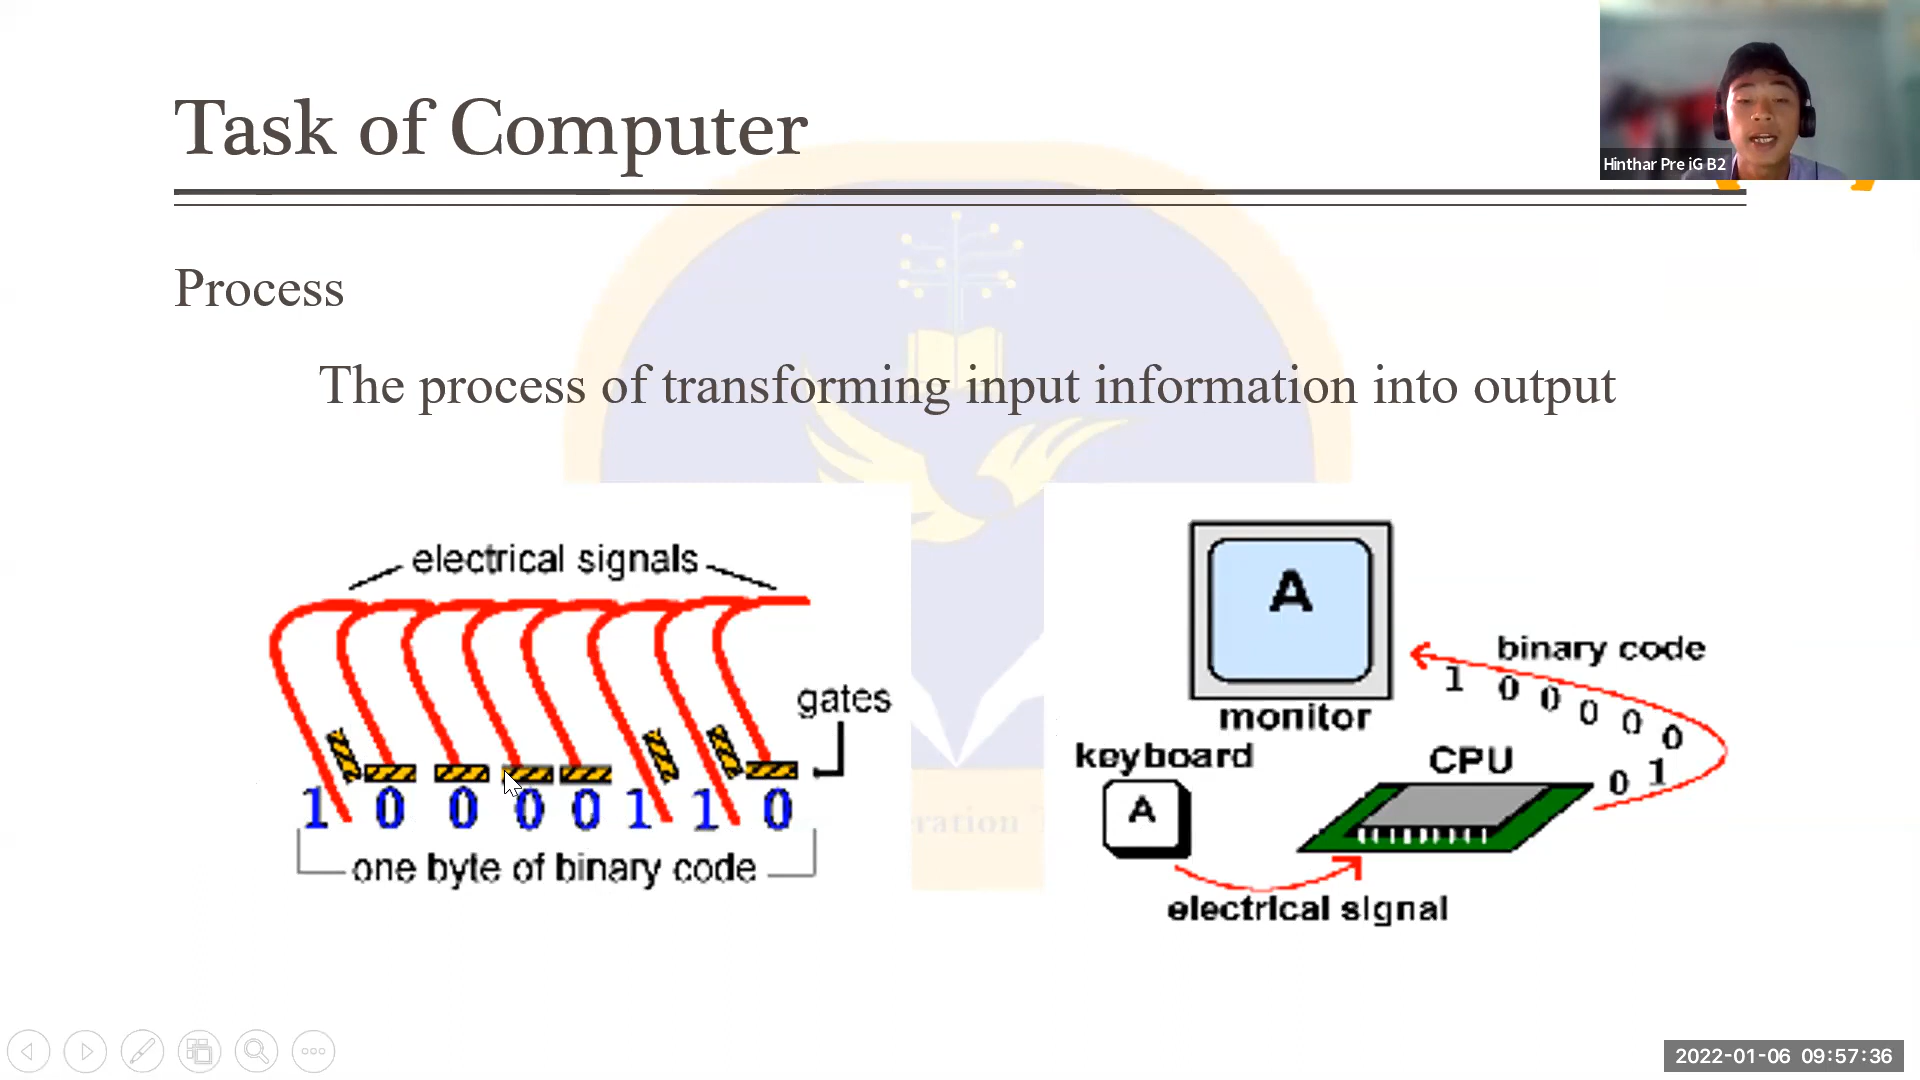 Task of Computer
Hinthar Pre iG B2
Process
The process of transforming input information into output
electrical signals
gates
1 0 0 0 0 1 1 0
one byte of binary code
A
monitor
binary code
1 0 0 0 0 0
1
0
keyboard
A
CPU
electrical signal
ration
2022-01-06 09:57:36